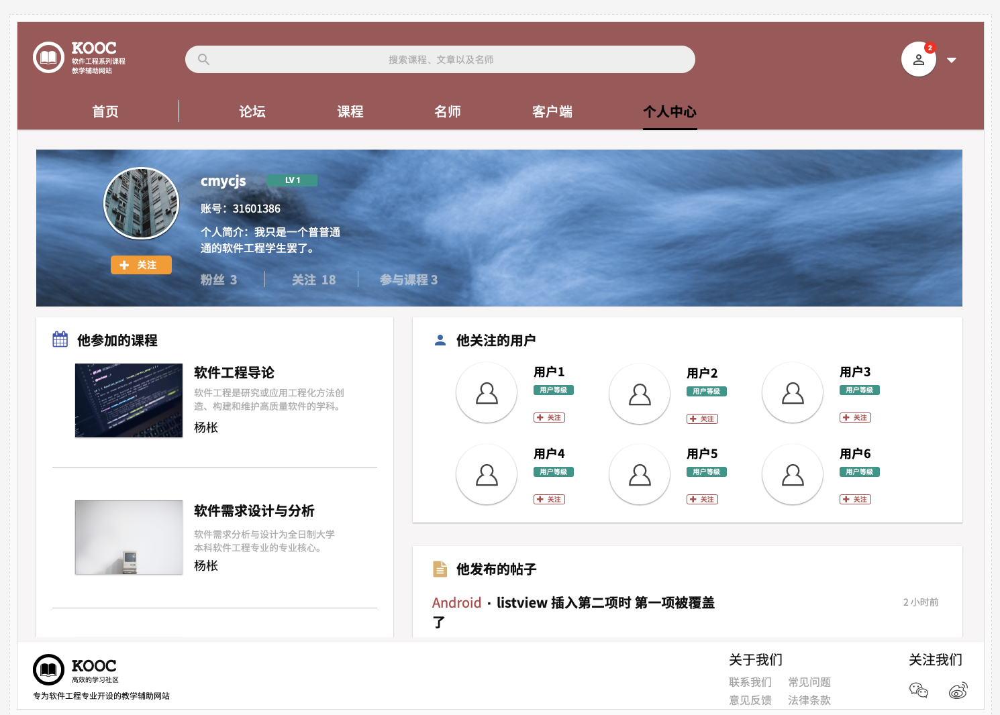 KOOC
软件工程系列课程
教学辅助网站
搜索课程、文章以及名师
2
首页
论坛
课程
名师
客户端
个人中心
cmycjs
LV 1
账号：31601386
个人简介：我只是一个普普通
通的软件工程学生罢了。
关注
粉丝 3
关注 18
参与课程 3
他参加的课程
软件工程导论
软件工程是研究或应用工程化方法创
造、构建和维护高质量软件的学科。
杨枨
软件需求设计与分析
软件需求分析与设计为全日制大学
本科软件工程专业的专业核心。
杨枨
他关注的用户
用户1
用户等级
关注
用户2
用户等级
关注
用户3
用户等级
关注
用户4
用户等级
关注
用户5
用户等级
关注
用户6
用户等级
关注
他发布的帖子
Android · listview 插入第二项时 第一项被覆盖
了
2 小时前
KOOC
高效的学习社区
专为软件工程专业开设的教学辅助网站
关于我们
联系我们 常见问题
意见反馈 法律条款
关注我们